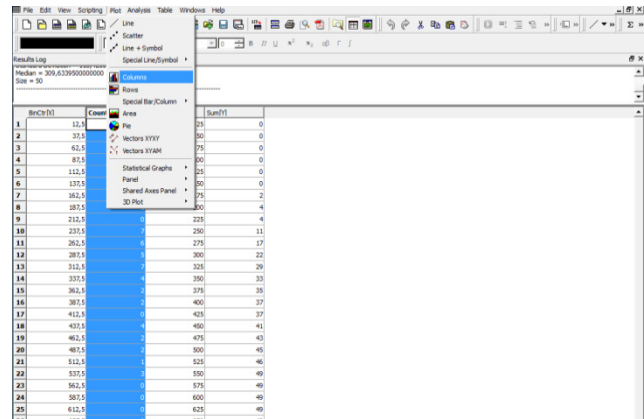 File Edit View Scripting Plot Analysis Table Windows Help
Line
Scatter
Line + Symbol
Special Line/Symbol
Columns
Rows
Special Bar/Column
Area
Pie
Vectors XYXY
Vectors XYAM
Statistical Graphs
Panel
Shared Axes Panel
3D Plot
Results Log
Median = 309,6339500000000
Size = 50
BinCtr[X] Count Sum[Y]
1 12,5 25 0
2 37,5 50 0
3 62,5 75 0
4 87,5 00 0
5 112,5 25 0
6 137,5 50 0
7 162,5 75 2
8 187,5 200 4
9 212,5 0 225 4
10 237,5 7 250 11
11 262,5 6 275 17
12 287,5 5 300 22
13 312,5 7 325 29
14 337,5 4 350 33
15 362,5 2 375 35
16 387,5 2 400 37
17 412,5 0 425 37
18 437,5 4 450 41
19 462,5 2 475 43
20 487,5 2 500 45
21 512,5 1 525 46
22 537,5 3 550 49
23 562,5 0 575 49
24 587,5 0 600 49
25 612,5 0 625 49